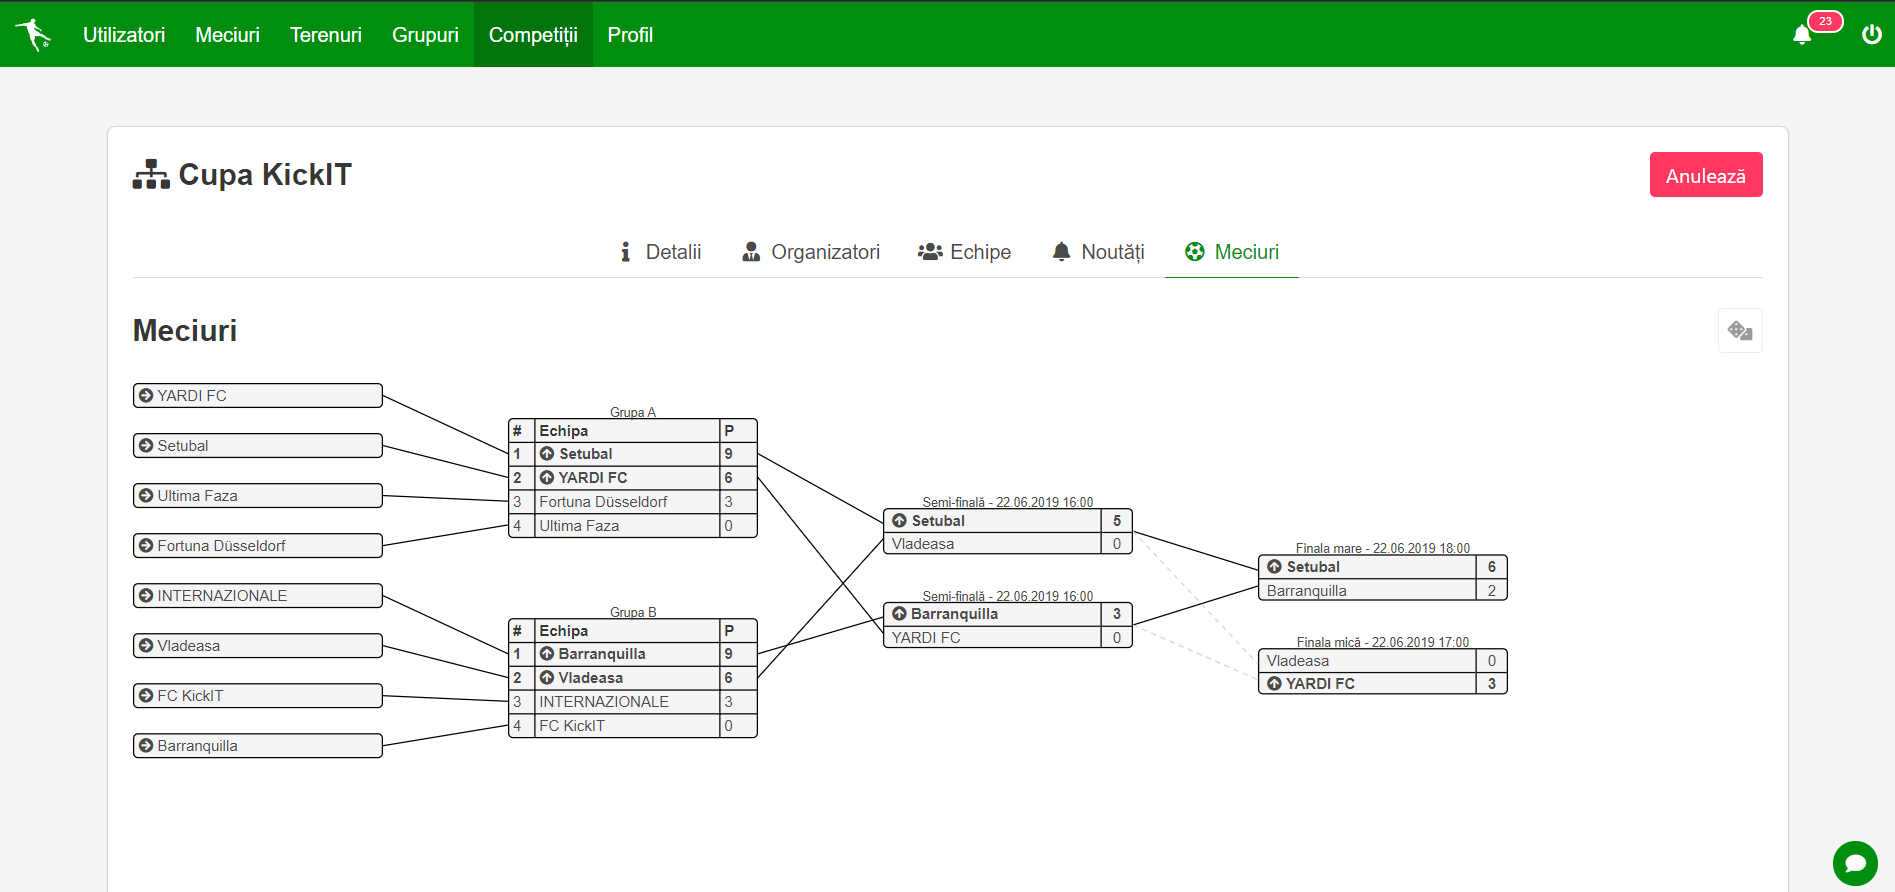 Utilizatori Meciuri Terenuri Grupuri Competiții Profil 23
Cupa KickIT
Anulează
Detalii Organizatori Echipe Noutăți Meciuri
Meciuri
YARDI FC
Setubal
Ultima Faza
Fortuna Düsseldorf
INTERNAZIONALE
Vladeasa
FC KickIT
Barranquilla
Grupa A
# Echipa P
1 Setubal 9
2 YARDI FC 6
3 Fortuna Düsseldorf 3
4 Ultima Faza 0
Grupa B
# Echipa P
1 Barranquilla 9
2 Vladeasa 6
3 INTERNAZIONALE 3
4 FC KickIT 0
Semi-finală - 22.06.2019 16:00
Setubal 5
Vladeasa 0
Semi-finală - 22.06.2019 16:00
Barranquilla 3
YARDI FC 0
Finala mare - 22.06.2019 18:00
Setubal 6
Barranquilla 2
Finala mică - 22.06.2019 17:00
Vladeasa 0
YARDI FC 3